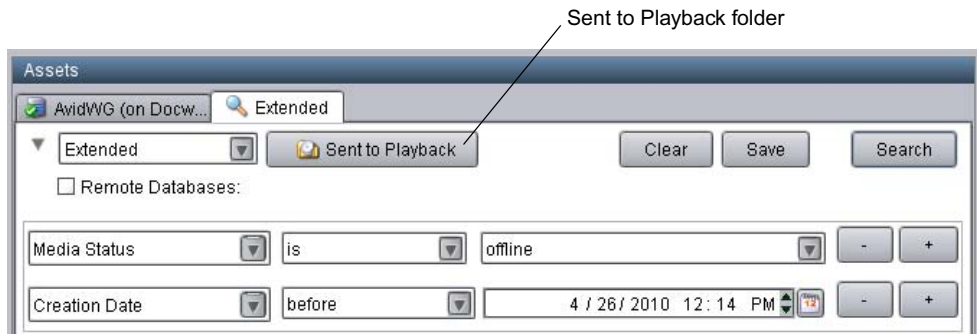 Sent to Playback folder
Assets
AvidWG (on Docw... Extended
Extended Sent to Playback Clear Save Search
Remote Databases:
Media Status is offline - +
Creation Date before 4 / 26 / 2010 12 : 14 PM 12 - +